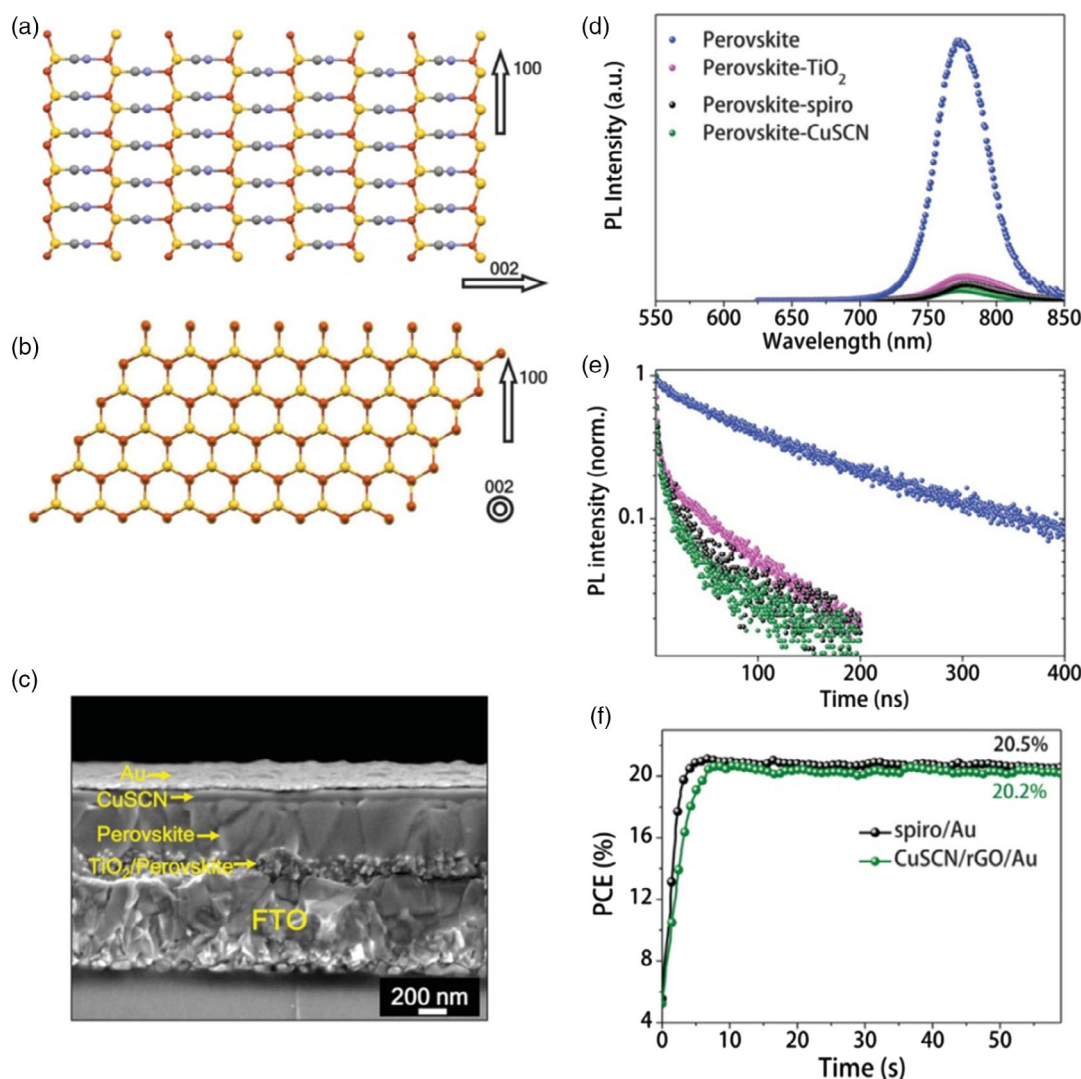 (a)
100
002
(b)
100
002
(c)
Au
CuSCN
Perovskite
TiO2/Perovskite
FTO
200 nm
(d)
Perovskite
Perovskite-TiO2
Perovskite-spiro
Perovskite-CuSCN
PL Intensity (a.u.)
550 600 650 700 750 800 850
Wavelength (nm)
(e)
1
0.1
PL intensity (norm.)
100 200 300 400
Time (ns)
(f)
20.5%
20.2%
spiro/Au
CuSCN/rGO/Au
PCE (%)
20
16
12
8
4
0 10 20 30 40 50
Time (s)